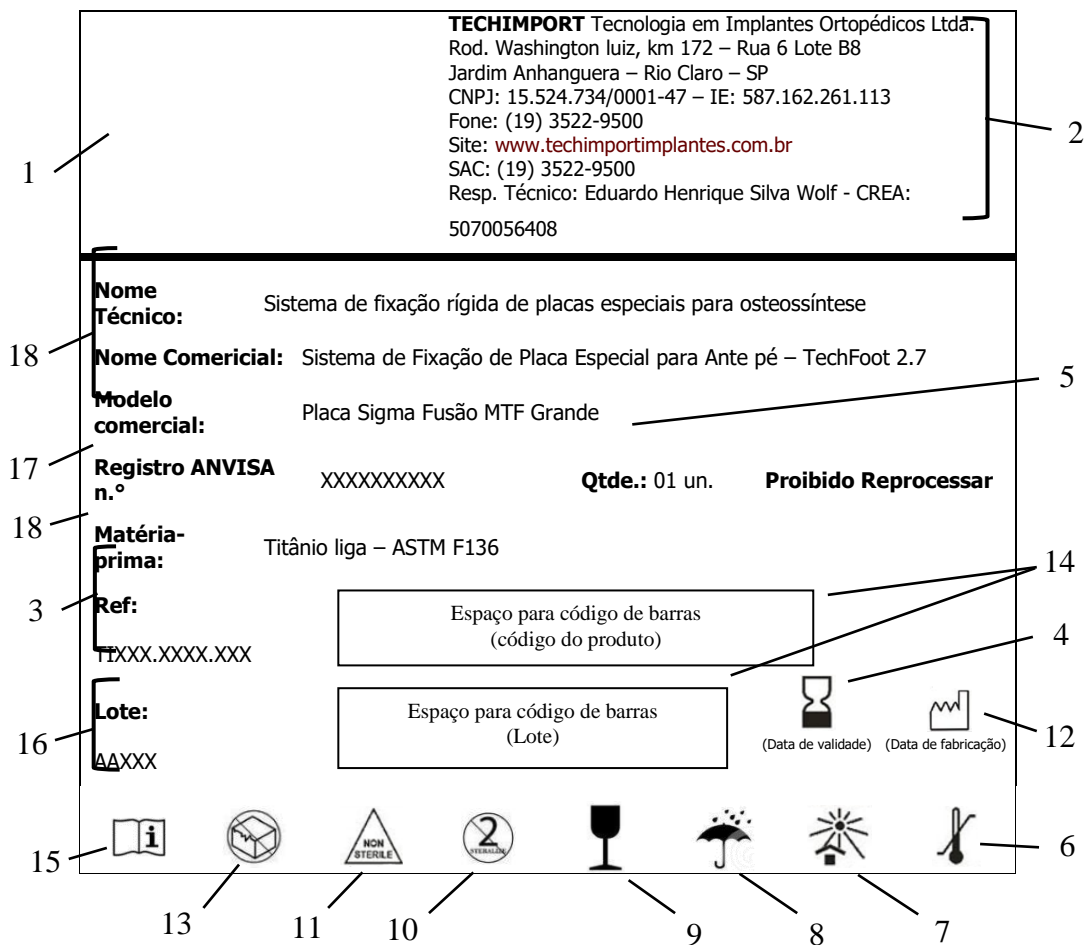 TECHIMPORT Tecnologia em Implantes Ortopédicos Ltda.
Rod. Washington luiz, km 172 – Rua 6 Lote B8
Jardim Anhanguera – Rio Claro – SP
CNPJ: 15.524.734/0001-47 – IE: 587.162.261.113
Fone: (19) 3522-9500
Site: www.techimportimplantes.com.br
SAC: (19) 3522-9500
Resp. Técnico: Eduardo Henrique Silva Wolf - CREA:
5070056408
1
2
Nome
Técnico:
Sistema de fixação rígida de placas especiais para osteossíntese
18
Nome Comericial: Sistema de Fixação de Placa Especial para Ante pé – TechFoot 2.7
5
Modelo
comercial:
Placa Sigma Fusão MTF Grande
17
Registro ANVISA
n.°
XXXXXXXXXX
Qtde.: 01 un.
Proibido Reprocessar
18
Matéria-
prima:
Titânio liga – ASTM F136
14
3
Ref:
TIXXX.XXXX.XXX
Espaço para código de barras
(código do produto)
4
Lote:
AAXXX
16
Espaço para código de barras
(Lote)
(Data de validade)
(Data de fabricação)
12
15
i
NON
STERILE
2
STERALIZE
6
13
11
10
9
8
7